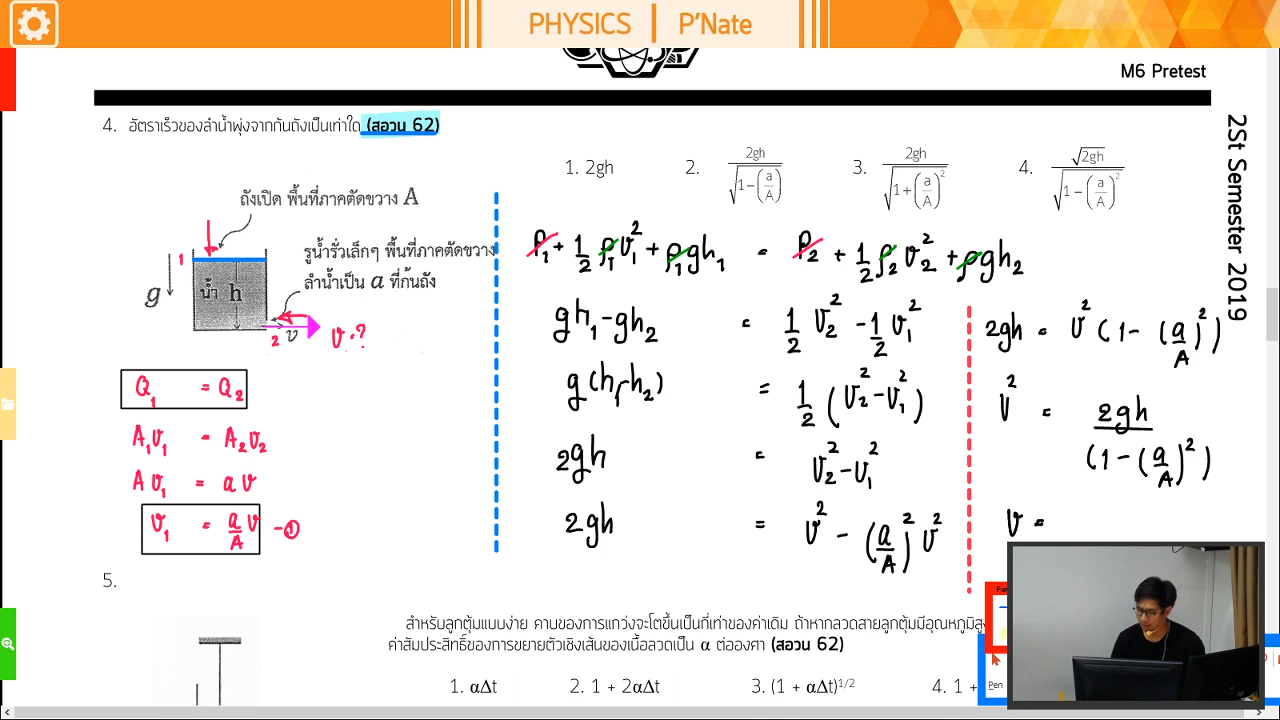 PHYSICS | P'Nate
M6 Pretest
2St Semester 2019
4. อัตราเร็วของลำน้ำพุ่งจากก้นถังเป็นเท่าใด (สอวน 62)
1. 2gh 2. 2gh / √(1-(a/A)) 3. 2gh / √(1+(a/A)²) 4. √2gh / √(1-(a/A)²)
ถังเปิด พื้นที่ภาคตัดขวาง A
รูน้ำรั่วเล็กๆ พื้นที่ภาคตัดขวาง
ลำน้ำเป็น a ที่ก้นถัง
1
g
น้ำ h
2 v
v = ?
Q₁ = Q₂
A₁v₁ = A₂v₂
Av₁ = av
v₁ = a/A v -①
P₁ + 1/2 ρ₁v₁² + ρ₁gh₁ = P₂ + 1/2 ρ₂v₂² + ρgh₂
gh₁ - gh₂ = 1/2 v₂² - 1/2 v₁²
g(h₁-h₂) = 1/2 (v₂² - v₁²)
2gh = v₂² - v₁²
2gh = v² - (a/A)² v²
2gh = v² (1 - (a/A)²)
v² = 2gh / (1 - (a/A)²)
v =
5.
สำหรับลูกตุ้มแบบง่าย คาบของการแกว่งจะโตขึ้นเป็นกี่เท่าของค่าเดิม ถ้าหากลวดสายลูกตุ้มมีอุณหภูมิสูง
ค่าสัมประสิทธิ์ของการขยายตัวเชิงเส้นของเนื้อลวดเป็น α ต่อองศา (สอวน 62)
1. αΔt 2. 1 + 2αΔt 3. (1 + αΔt)^1/2 4. 1 +
Pen